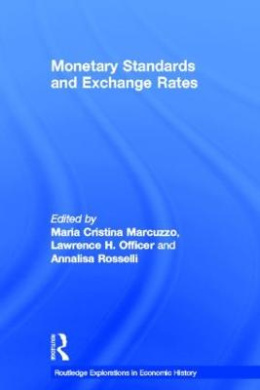 Monetary Standards
and Exchange Rates
Edited by
Maria Cristina Marcuzzo,
Lawrence H. Officer and
Annalisa Rosselli
ROUTLEDGE
Routledge Explorations in Economic History